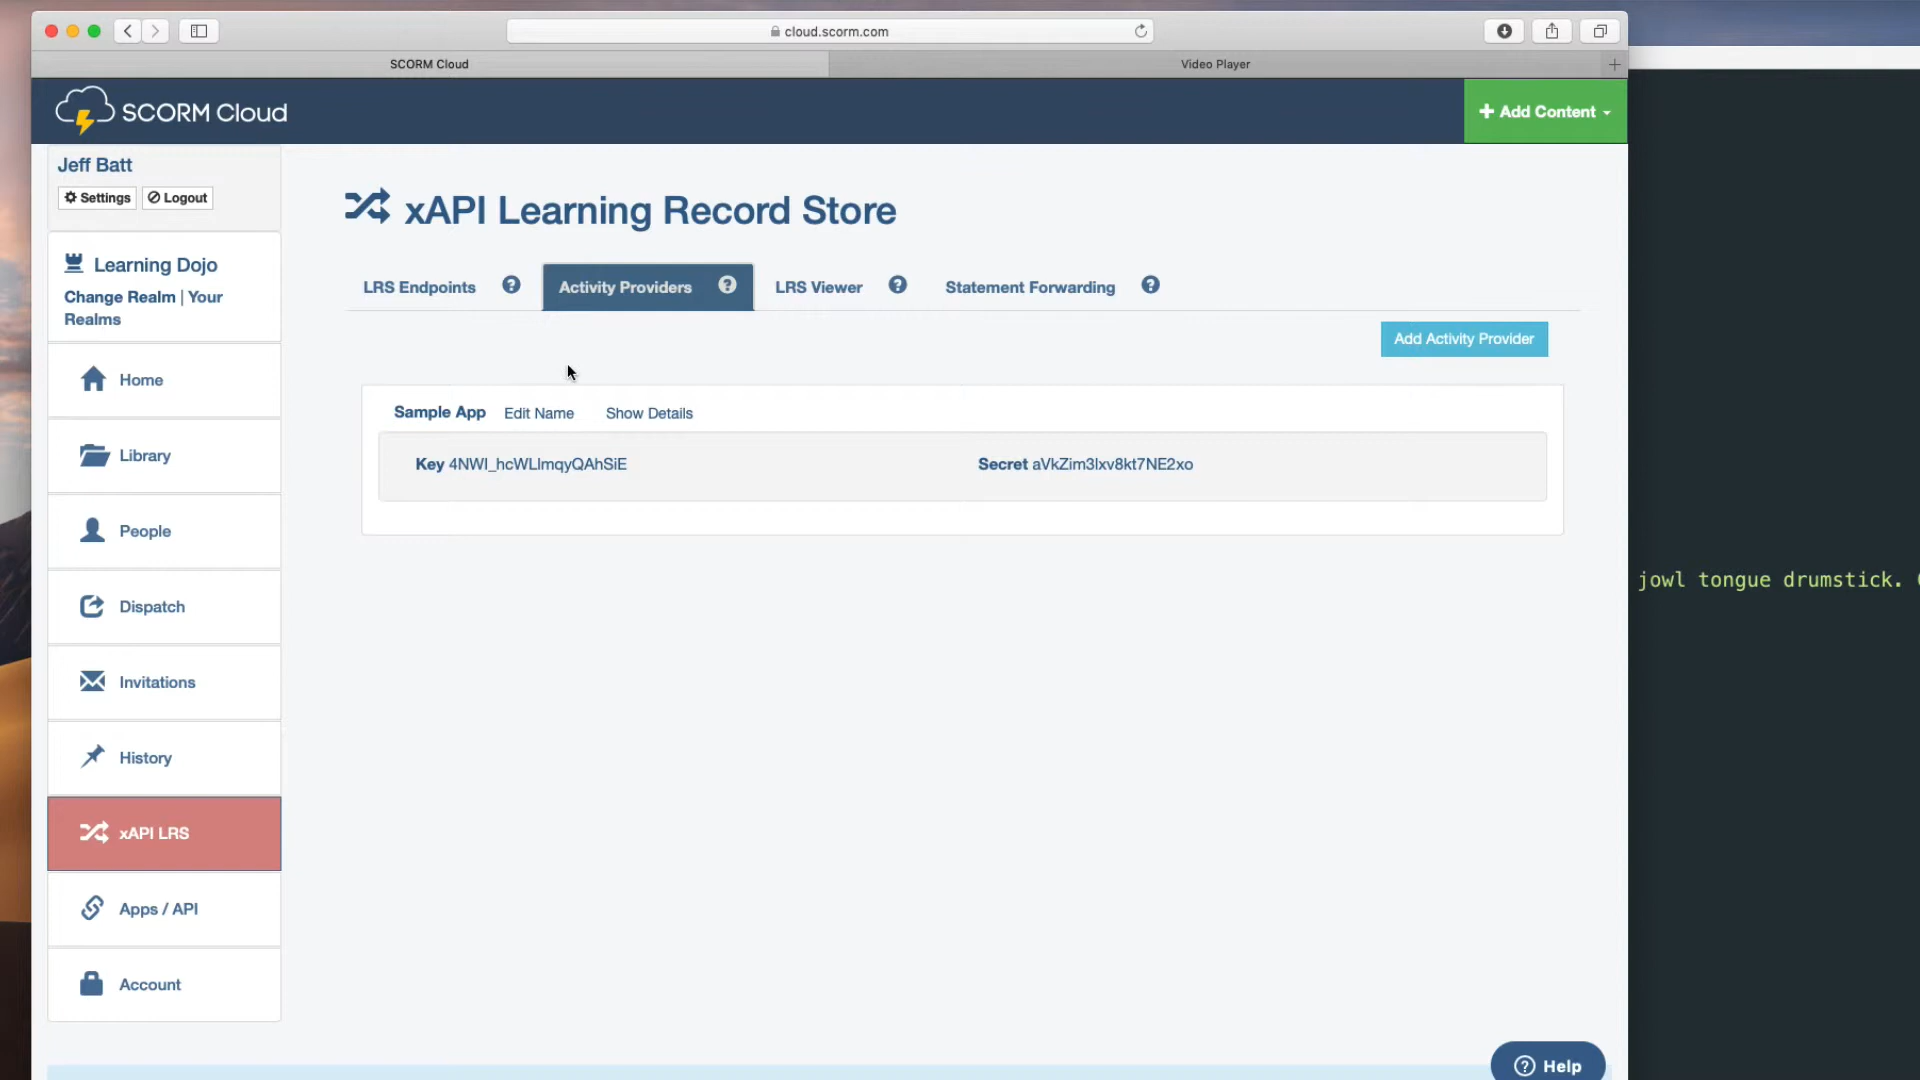 cloud.scorm.com
SCORM Cloud
Video Player
SCORM Cloud
Add Content
Jeff Batt
Settings
Logout
Learning Dojo
Change Realm | Your
Realms
Home
Library
People
Dispatch
Invitations
History
xAPI LRS
Apps / API
Account
xAPI Learning Record Store
LRS Endpoints ?
Activity Providers ?
LRS Viewer ?
Statement Forwarding ?
Add Activity Provider
Sample App Edit Name Show Details
Key 4NWI_hcWLlmqyQAhSiE
Secret aVkZim3lxv8kt7NE2xo
jowl tongue drumstick.
? Help